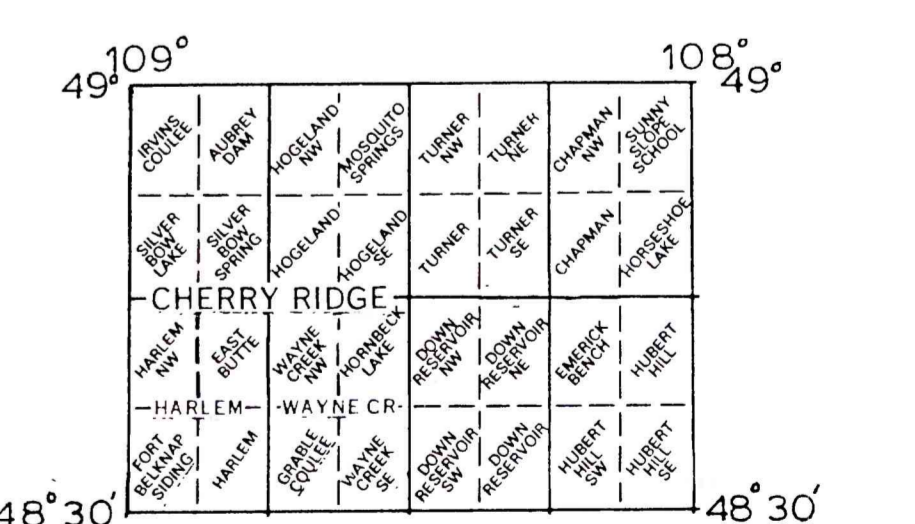 109° 108°
49° 49°
IRVINS
COULEE
AUBREY
DAM
HOGELAND
NW
MOSQUITO
SPRINGS
TURNER
NW
TURNER
NE
CHAPMAN
NW
SUNNY
SLOPE
SCHOOL
SILVER
BOW
LAKE
SILVER
BOW
SPRING
HOGELAND
HOGELAND
SE
TURNER
TURNER
SE
CHAPMAN
HORSESHOE
LAKE
CHERRY RIDGE
HARLEM
NW
EAST
BUTTE
WAYNE
CREEK
NW
HORNBECK
LAKE
DOWN
RESERVOIR
NW
DOWN
RESERVOIR
NE
EMERICK
BENCH
HUBERT
HILL
HARLEM WAYNE CR
FORT
BELKNAP
SIDING
HARLEM
GRABLE
COULEE
WAYNE
CREEK
SE
DOWN
RESERVOIR
SW
DOWN
RESERVOIR
HUBERT
HILL
SW
HUBERT
HILL
SE
48° 30' 48° 30'